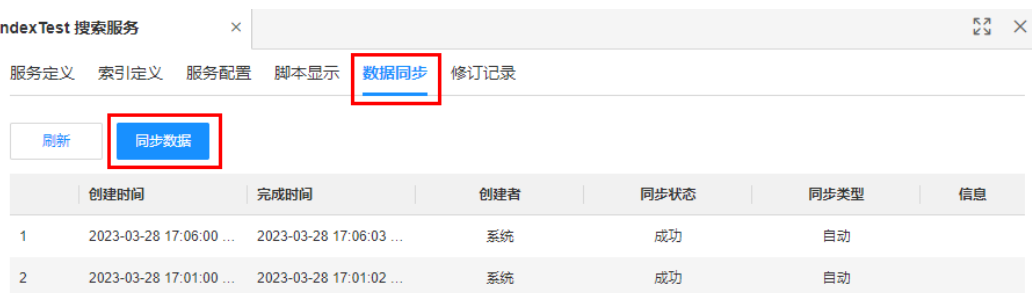 ndexTest 搜索服务
服务定义 索引定义 服务配置 脚本显示 数据同步 修订记录
刷新 同步数据
创建时间 完成时间 创建者 同步状态 同步类型 信息
1 2023-03-28 17:06:00 ... 2023-03-28 17:06:03 ... 系统 成功 自动
2 2023-03-28 17:01:00 ... 2023-03-28 17:01:02 ... 系统 成功 自动